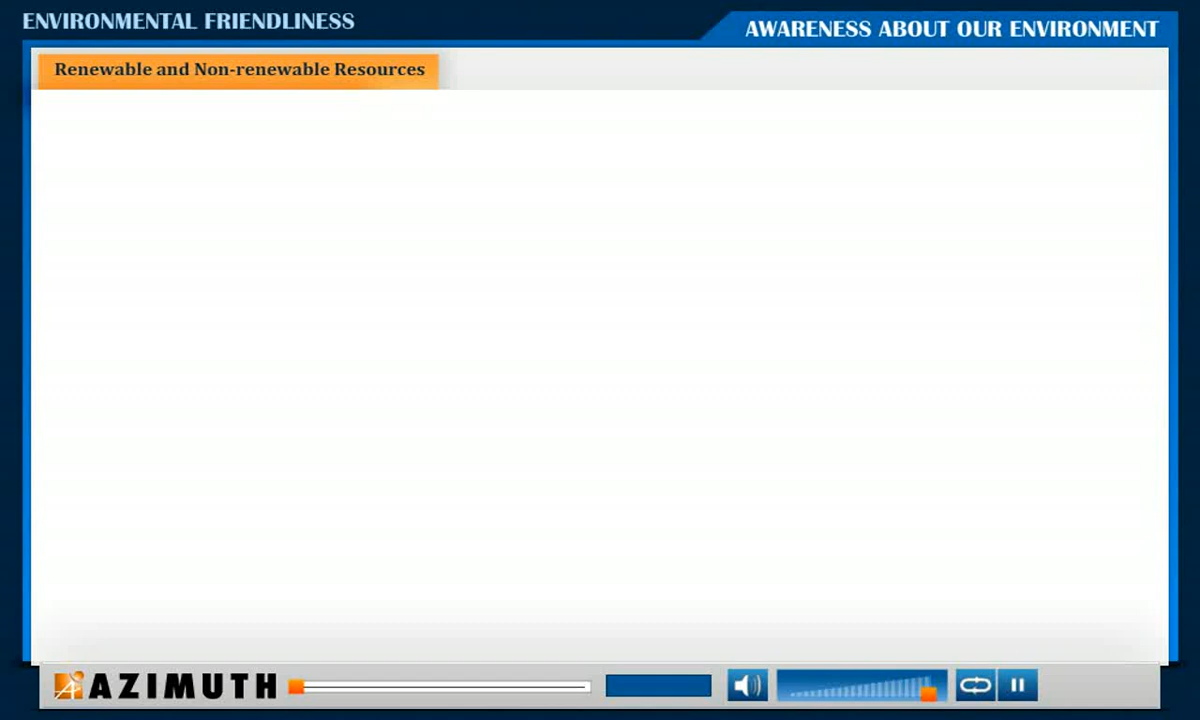 ENVIRONMENTAL FRIENDLINESS
AWARENESS ABOUT OUR ENVIRONMENT
Renewable and Non-renewable Resources
AZIMUTH